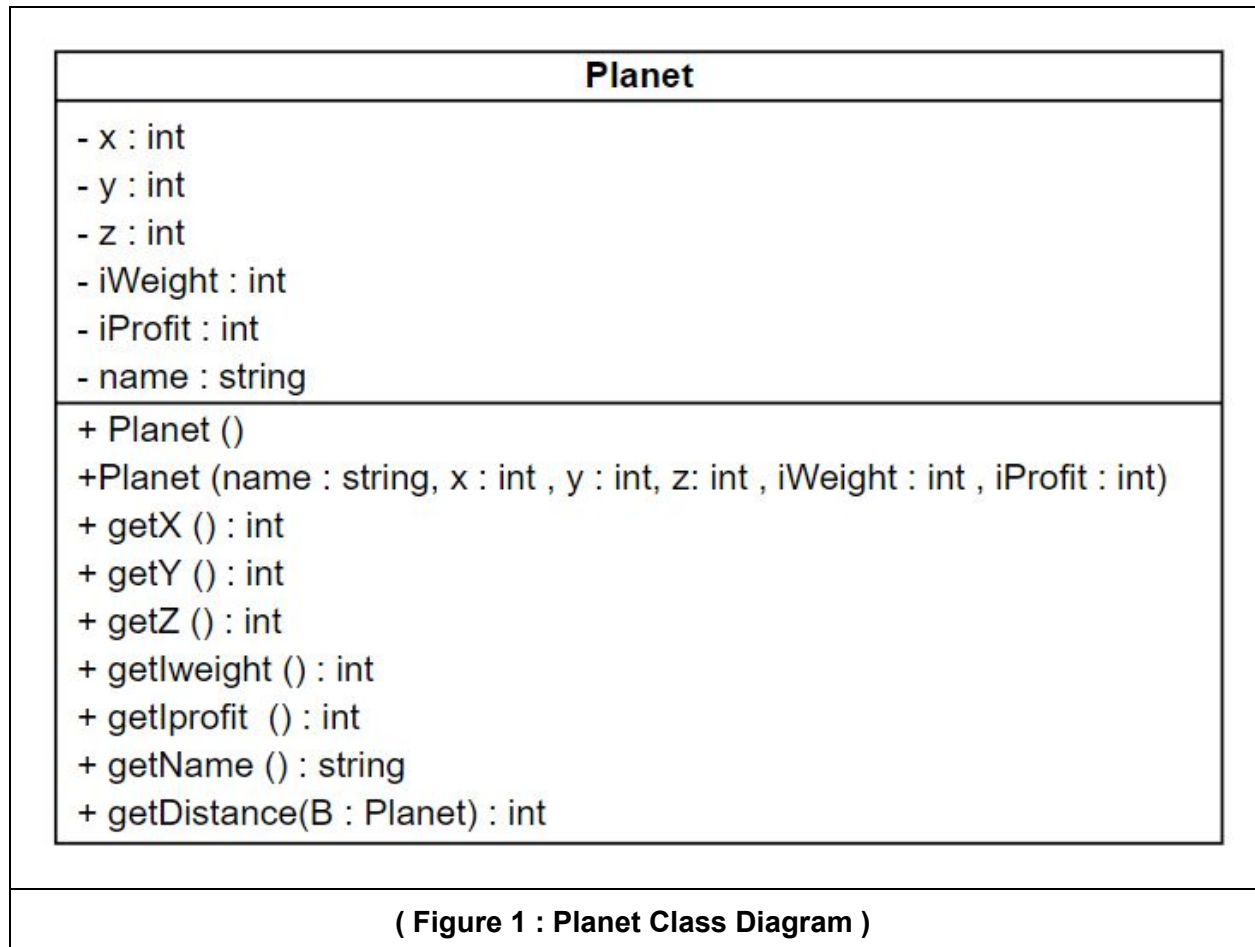 Planet
- x : int
- y : int
- z : int
- iWeight : int
- iProfit : int
- name : string
+ Planet ()
+Planet (name : string, x : int , y : int, z: int , iWeight : int , iProfit : int)
+ getX () : int
+ getY () : int
+ getZ () : int
+ getIweight () : int
+ getIprofit  () : int
+ getName () : string
+ getDistance(B : Planet) : int
( Figure 1 : Planet Class Diagram )